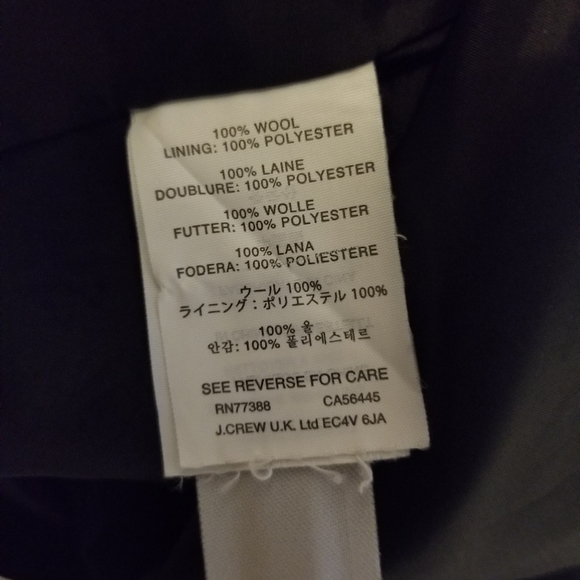 100% WOOL
LINING: 100% POLYESTER
100% LAINE
DOUBLURE: 100% POLYESTER
100% WOLLE
FUTTER: 100% POLYESTER
100% LANA
FODERA: 100% POLIESTERE
ウール 100%
ライニング : ポリエステル 100%
100% 울
안감: 100% 폴리에스테르
SEE REVERSE FOR CARE
RN77388 CA56445
J.CREW U.K. Ltd EC4V 6JA